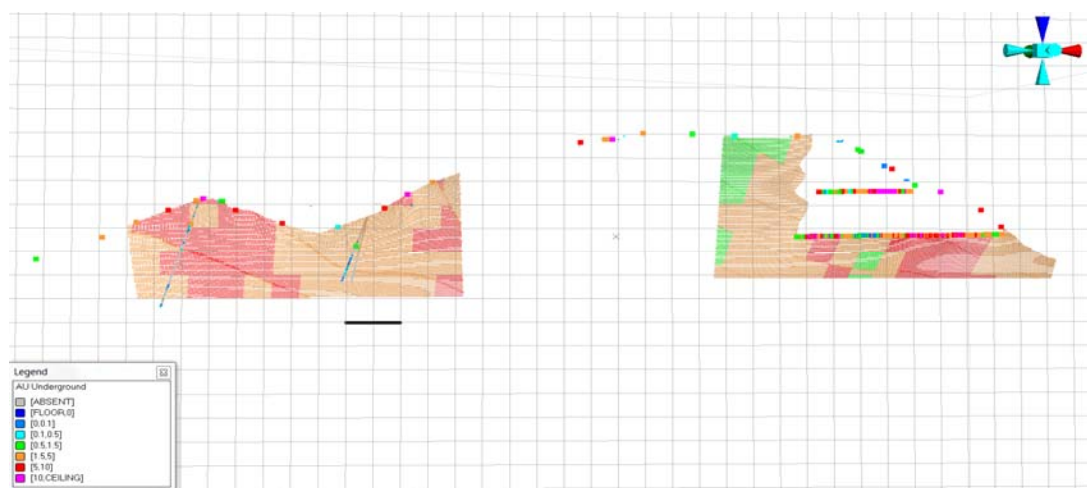 Legend
AU Underground
[ABSENT]
[FLOOR,0]
[0,0.1]
[0.1,0.5]
[0.5,1.5]
[1.5,5]
[5,10]
[10,CEILING]